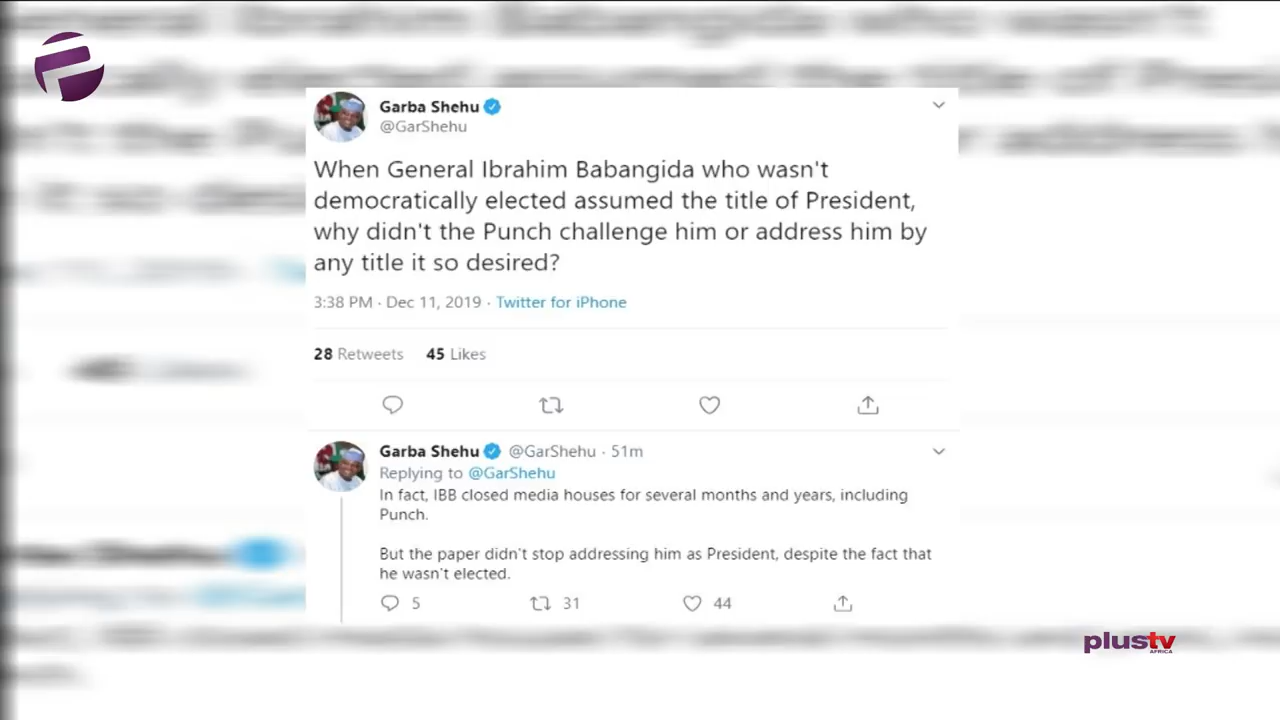 Garba Shehu
@GarShehu
When General Ibrahim Babangida who wasn't
democratically elected assumed the title of President,
why didn't the Punch challenge him or address him by
any title it so desired?
3:38 PM · Dec 11, 2019 · Twitter for iPhone
28 Retweets 45 Likes
Garba Shehu @GarShehu · 51m
Replying to @GarShehu
In fact, IBB closed media houses for several months and years, including
Punch.
But the paper didn't stop addressing him as President, despite the fact that
he wasn't elected.
5 31 44
plustv
AFRICA